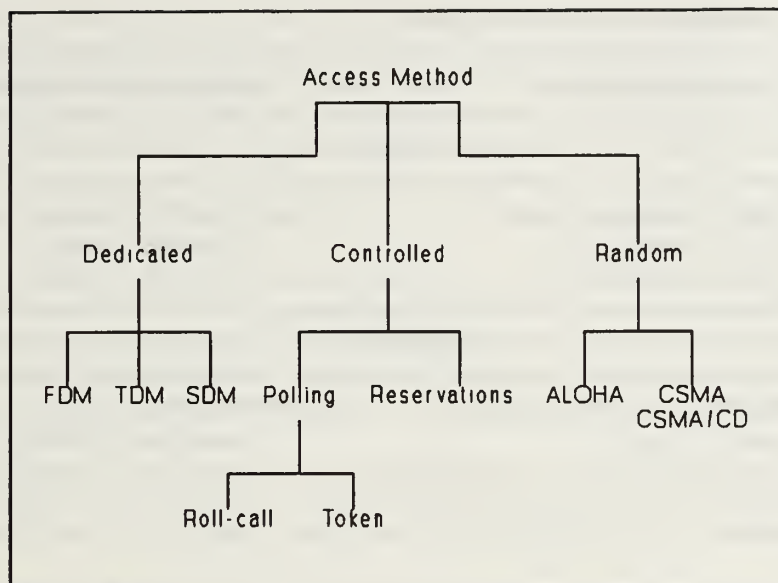 Access Method
Dedicated Controlled Random
FDM TDM SDM Polling Reservations ALOHA CSMA
CSMA/CD
Roll-call Token